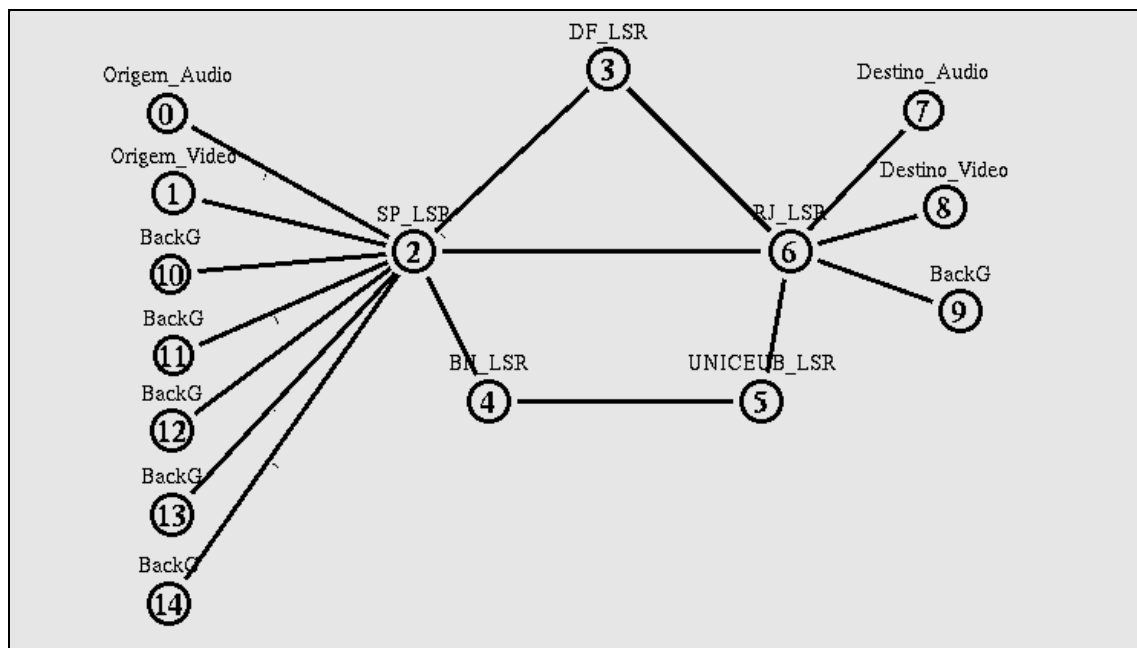 DF_LSR
3
Origem_Audio
0
Destino_Audio
7
Origem_Video
1
Destino_Video
8
SP_LSR
2
RJ_LSR
6
BackG
10
BackG
9
BackG
11
BH_LSR
4
UNICEUB_LSR
5
BackG
12
BackG
13
BackG
14